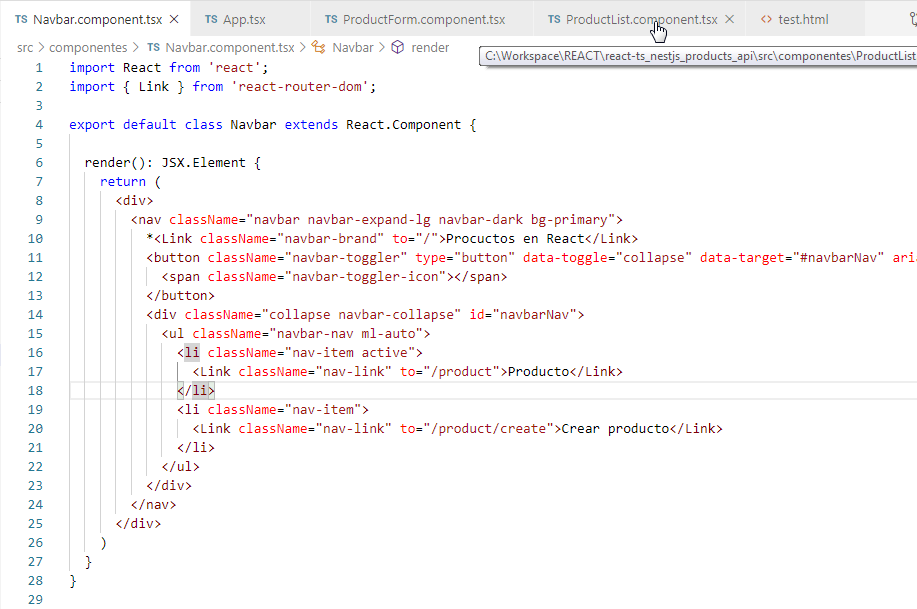 TS Navbar.component.tsx × TS App.tsx TS ProductForm.component.tsx TS ProductList.component.tsx × <> test.html
src > componentes > TS Navbar.component.tsx > Navbar > render
C:\Workspace\REACT\react-ts_nestjs_products_api\src\componentes\ProductList
1 import React from 'react';
2 import { Link } from 'react-router-dom';
3
4 export default class Navbar extends React.Component {
5
6 render(): JSX.Element {
7 return (
8 <div>
9 <nav className="navbar navbar-expand-lg navbar-dark bg-primary">
10 *<Link className="navbar-brand" to="/">Procuctos en React</Link>
11 <button className="navbar-toggler" type="button" data-toggle="collapse" data-target="#navbarNav" aria
12 <span className="navbar-toggler-icon"></span>
13 </button>
14 <div className="collapse navbar-collapse" id="navbarNav">
15 <ul className="navbar-nav ml-auto">
16 <li className="nav-item active">
17 <Link className="nav-link" to="/product">Producto</Link>
18 </li>
19 <li className="nav-item">
20 <Link className="nav-link" to="/product/create">Crear producto</Link>
21 </li>
22 </ul>
23 </div>
24 </nav>
25 </div>
26 )
27 }
28 }
29